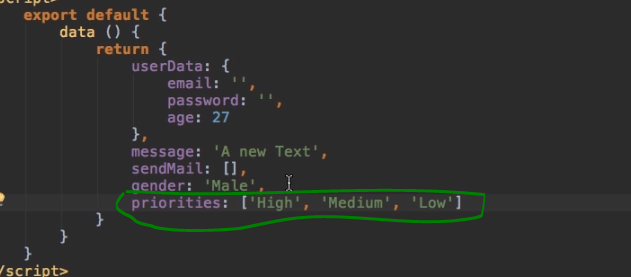 script>
export default {
data () {
return {
userData: {
email: '',
password: '',
age: 27
},
message: 'A new Text',
sendMail: [],
gender: 'Male',
priorities: ['High', 'Medium', 'Low']
}
}
}
/script>